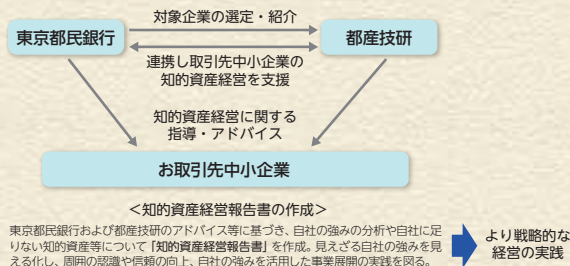 対象企業の選定・紹介
東京都民銀行
都産技研
連携し取引先中小企業の
知的資産経営を支援
知的資産経営に関する
指導・アドバイス
お取引先中小企業
＜知的資産経営報告書の作成＞
東京都民銀行および都産技研のアドバイス等に基づき、自社の強みの分析や自社に足
りない知的資産等について「知的資産経営報告書」を作成。見えざる自社の強みを見
える化し、周囲の認識や信頼の向上、自社の強みを活用した事業展開の実践を図る。
より戦略的な
経営の実践